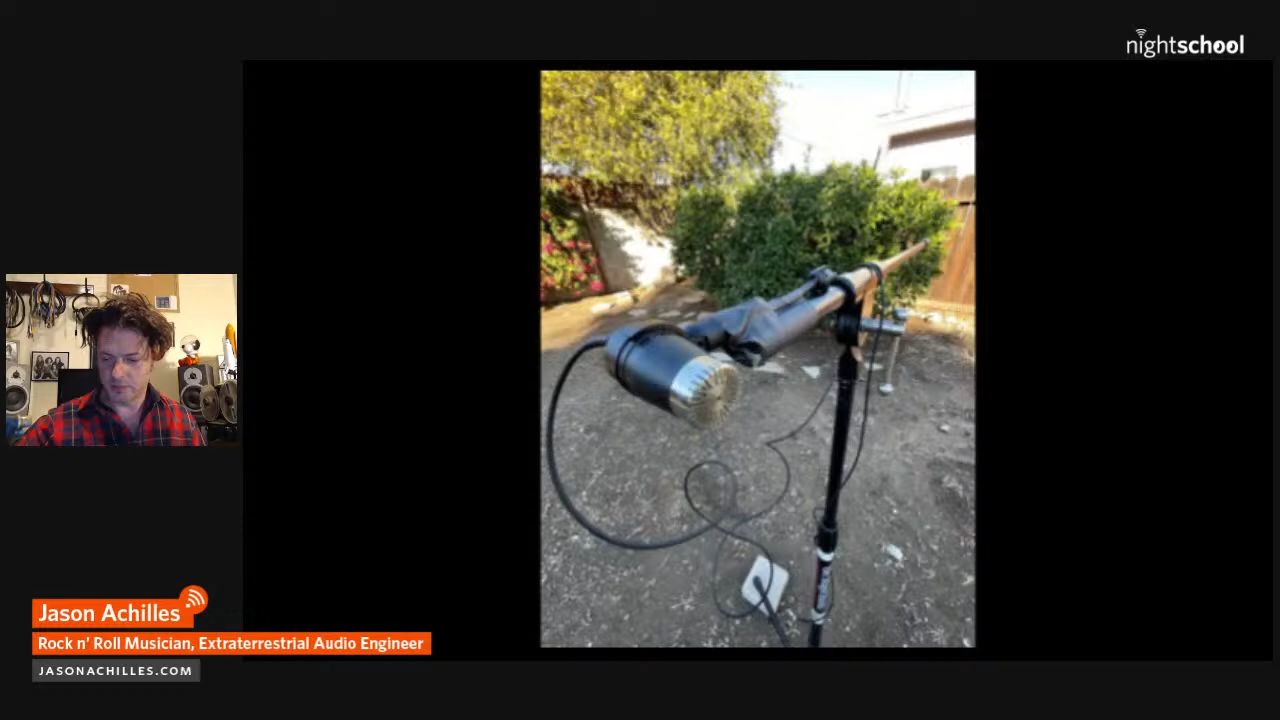 nightschool
Jason Achilles
Rock n' Roll Musician, Extraterrestrial Audio Engineer
JASONACHILLES.COM